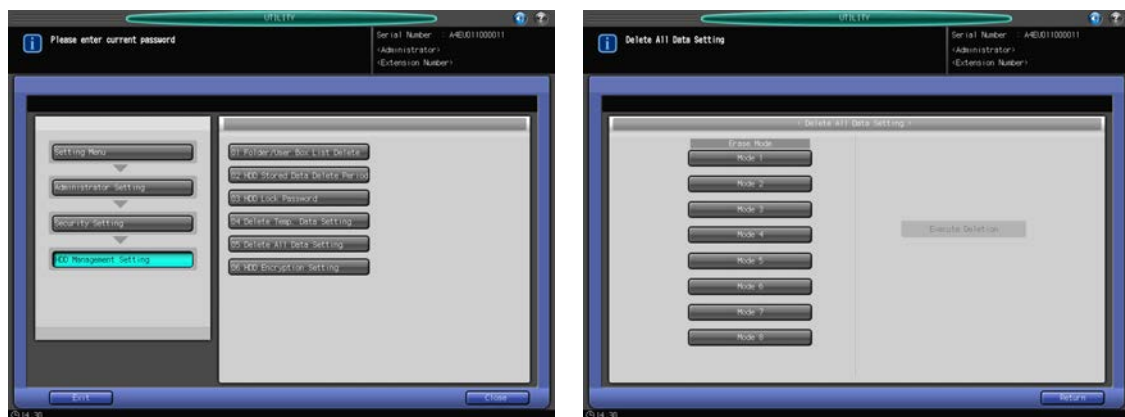 UTILITY
Please enter current password
Serial Number : A4EU011000011
<Administrator>
<Extension Number>
Setting Menu
Administrator Setting
Security Setting
HDD Management Setting
01 Folder/User Box List Delete
02 HDD Stored Data Delete Period
03 HDD Lock Password
04 Delete Temp. Data Setting
05 Delete All Data Setting
06 HDD Encryption Setting
Exit
Close
14:30
UTILITY
Delete All Data Setting
Serial Number : A4EU011000011
<Administrator>
<Extension Number>
< Delete All Data Setting >
Erase Mode
Mode 1
Mode 2
Mode 3
Mode 4
Mode 5
Mode 6
Mode 7
Mode 8
Execute Deletion
Return
14:30